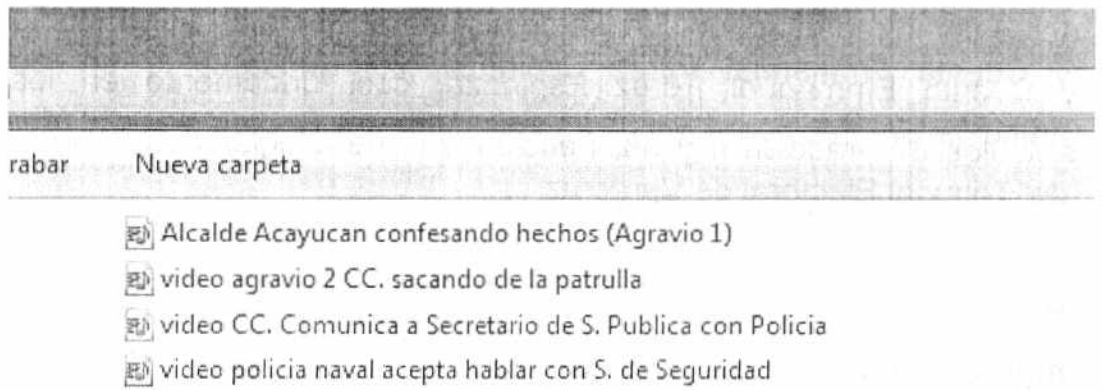 rabar Nueva carpeta
Alcalde Acayucan confesando hechos (Agravio 1)
video agravio 2 CC. sacando de la patrulla
video CC. Comunica a Secretario de S. Publica con Policia
video policia naval acepta hablar con S. de Seguridad